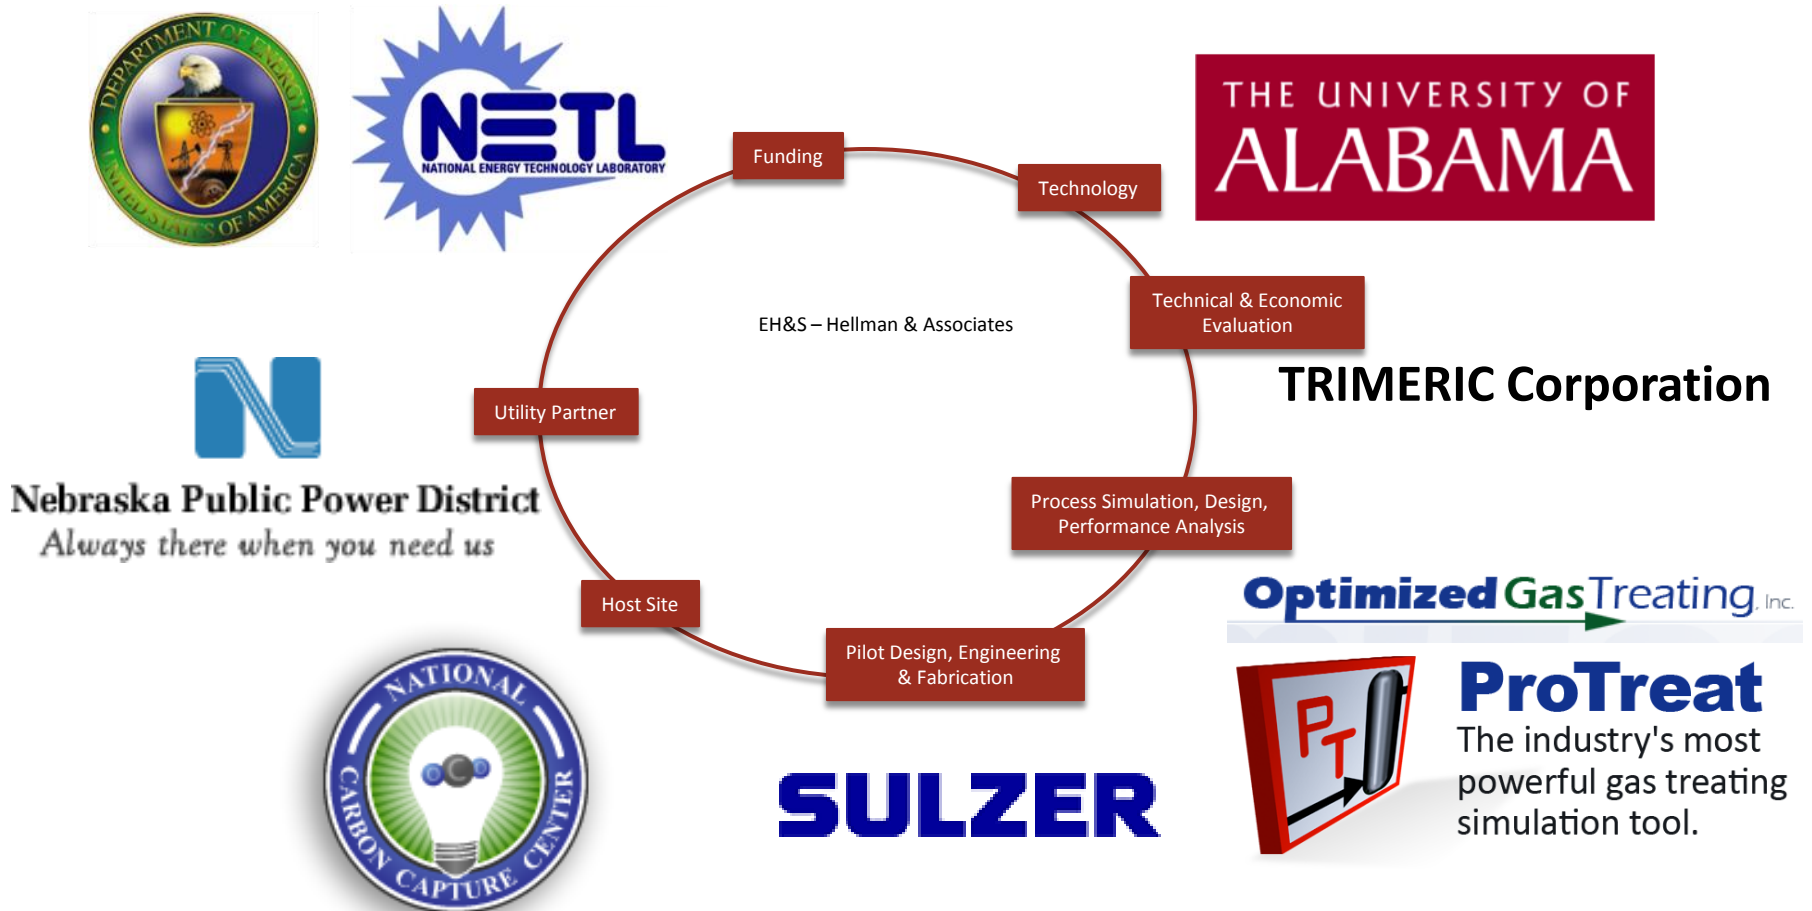 DEPARTMENT OF ENERGY
UNITED STATES OF AMERICA
NETL
NATIONAL ENERGY TECHNOLOGY LABORATORY
THE UNIVERSITY OF
ALABAMA
Funding
Technology
Technical & Economic
Evaluation
EH&S – Hellman & Associates
TRIMERIC Corporation
Utility Partner
N
Nebraska Public Power District
Always there when you need us
Process Simulation, Design,
Performance Analysis
Host Site
Optimized Gas Treating, Inc.
Pilot Design, Engineering
& Fabrication
NATIONAL
CARBON CAPTURE CENTER
OCO
SULZER
PT
ProTreat
The industry's most
powerful gas treating
simulation tool.